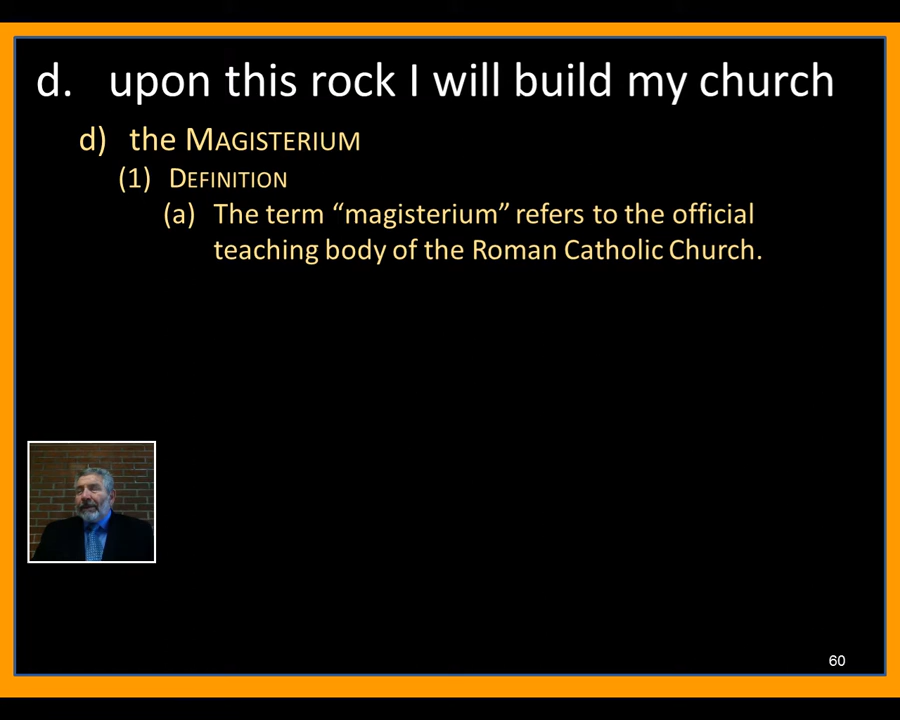 d. upon this rock I will build my church
d) the MAGISTERIUM
(1) DEFINITION
(a) The term “magisterium” refers to the official
teaching body of the Roman Catholic Church.
60